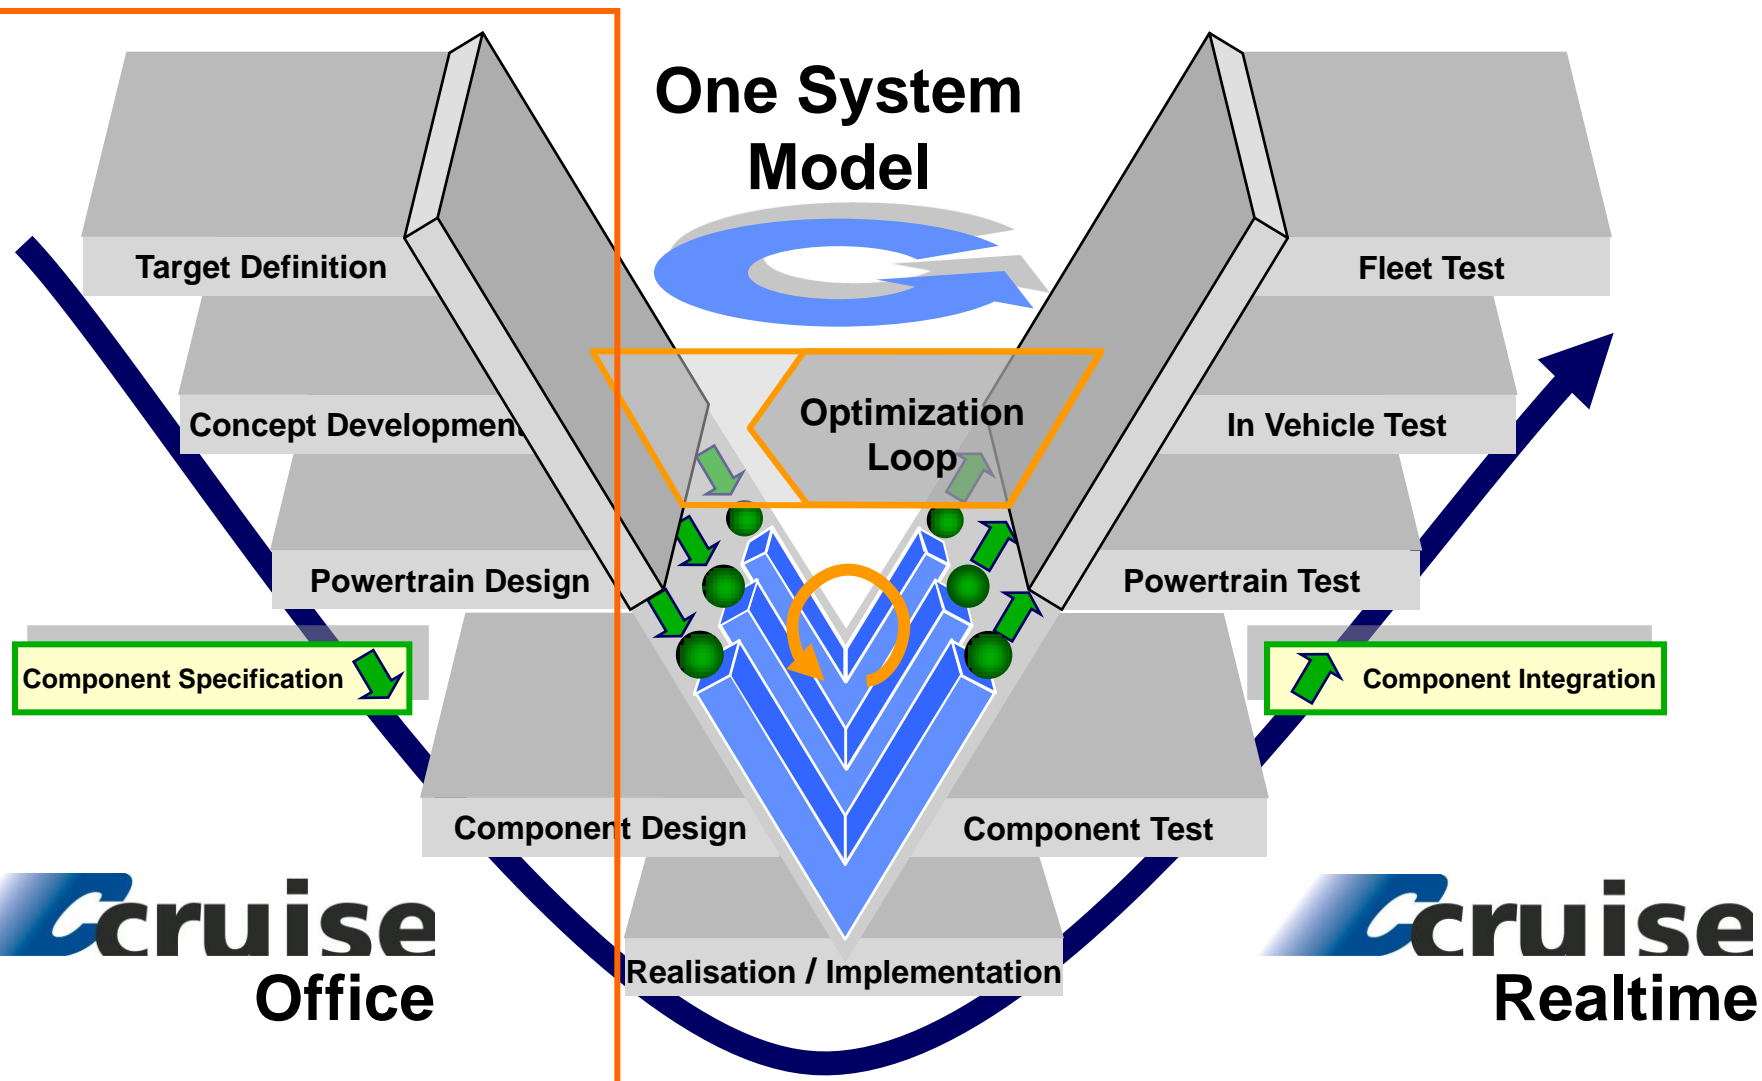 One System
Model
Target Definition
Fleet Test
Concept Development
Optimization
Loop
In Vehicle Test
Powertrain Design
Powertrain Test
Component Specification
Component Integration
Component Design
Component Test
cruise
Office
Realisation / Implementation
cruise
Realtime